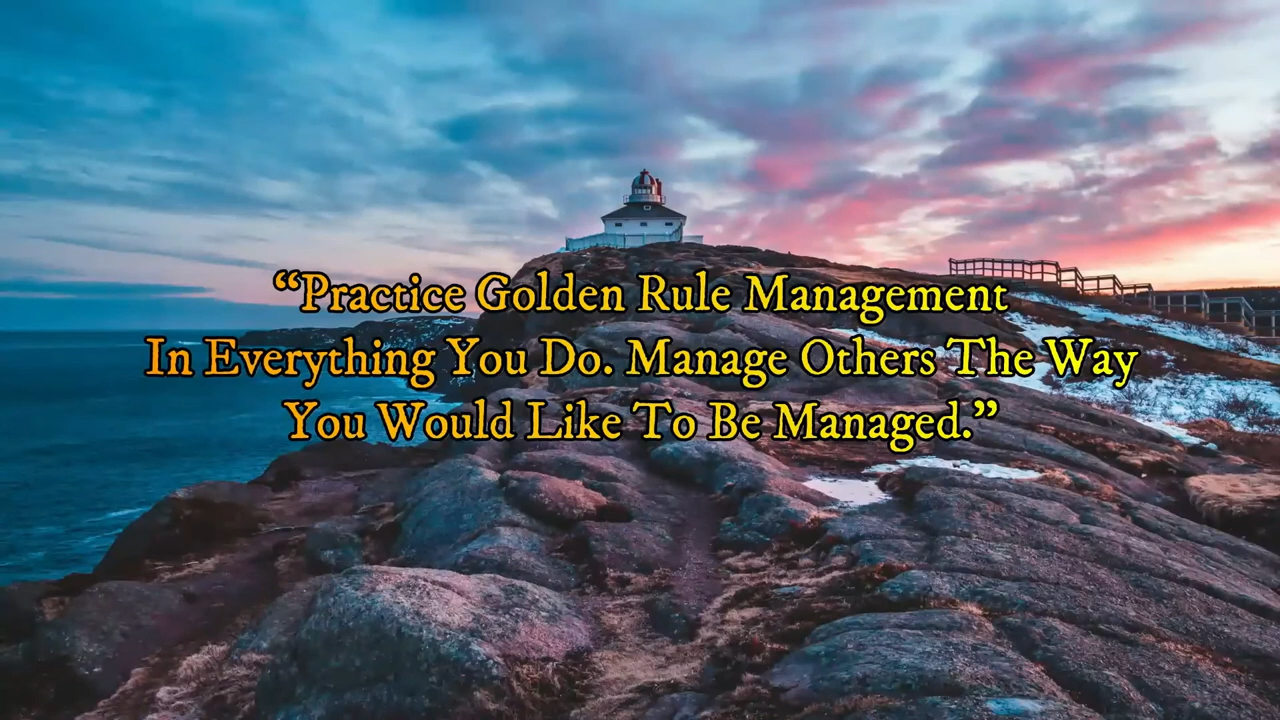 “Practice Golden Rule Management
In Everything You Do. Manage Others The Way
You Would Like To Be Managed.”